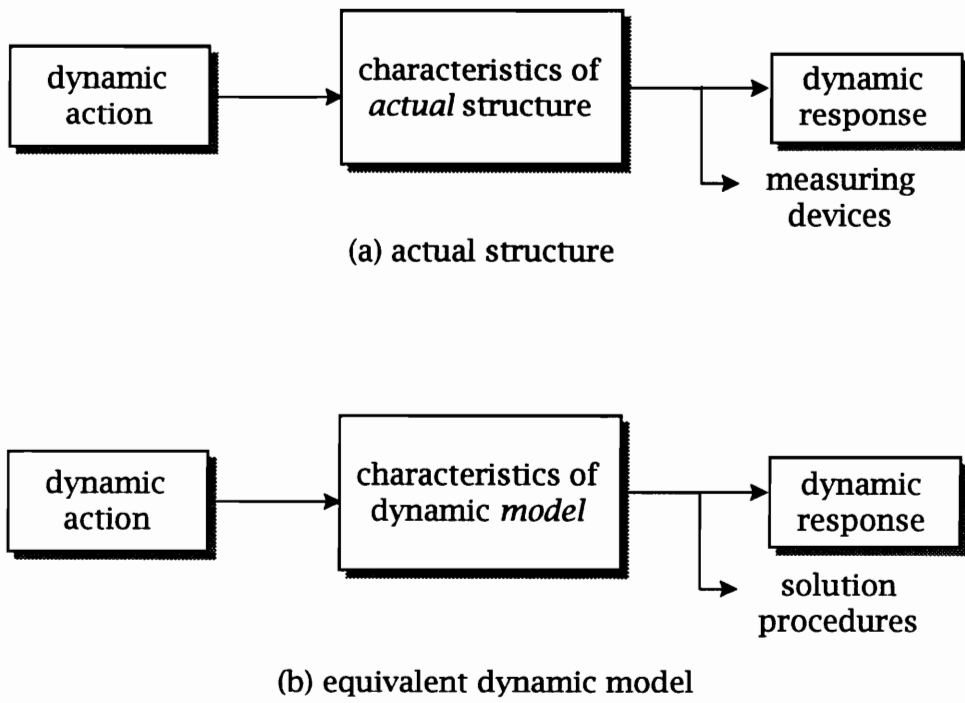 dynamic
action
characteristics of
actual structure
dynamic
response
measuring
devices
(a) actual structure
dynamic
action
characteristics of
dynamic model
dynamic
response
solution
procedures
(b) equivalent dynamic model